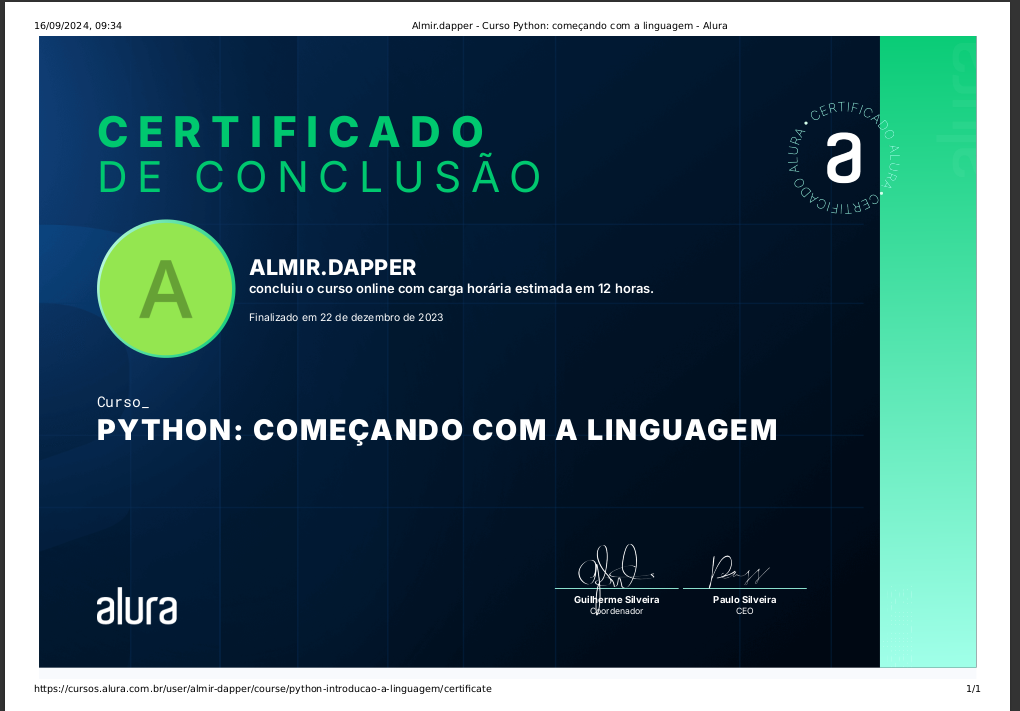 16/09/2024, 09:34
Almir.dapper - Curso Python: começando com a linguagem - Alura
CERTIFICADO
DE CONCLUSÃO
CERTIFICADO ALURA • CERTIFICADO ALURA •
a
A
ALMIR.DAPPER
concluiu o curso online com carga horária estimada em 12 horas.
Finalizado em 22 de dezembro de 2023
Curso_
PYTHON: COMEÇANDO COM A LINGUAGEM
alura
Guilherme Silveira
Coordenador
Paulo Silveira
CEO
alura
https://cursos.alura.com.br/user/almir-dapper/course/python-introducao-a-linguagem/certificate
1/1